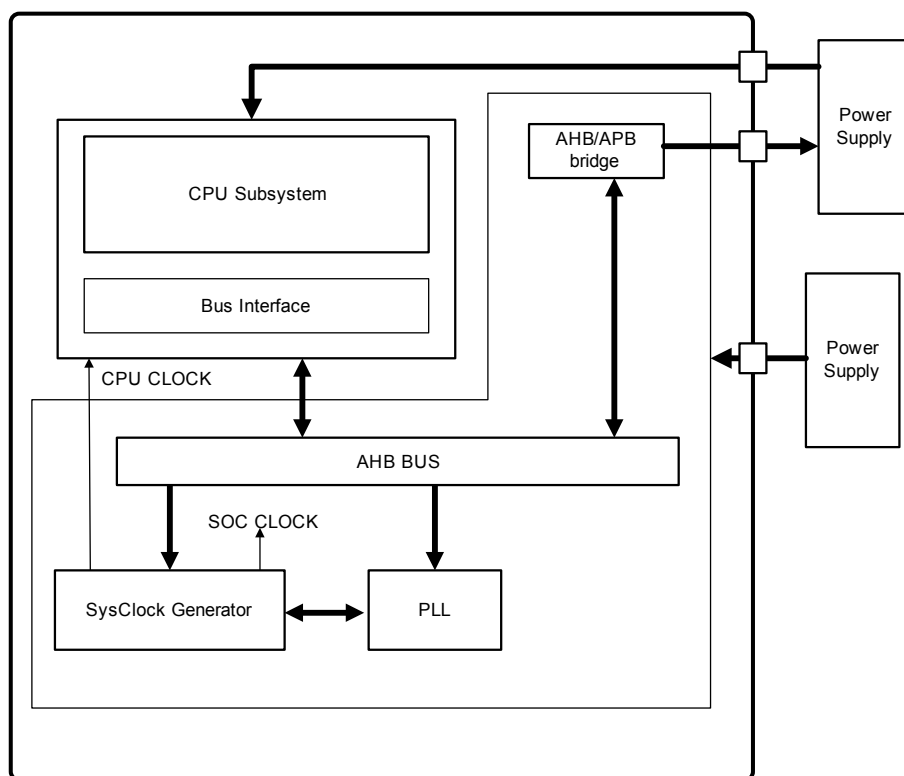 Power
Supply
AHB/APB
bridge
CPU Subsystem
Bus Interface
Power
Supply
CPU CLOCK
AHB BUS
SOC CLOCK
SysClock Generator
PLL